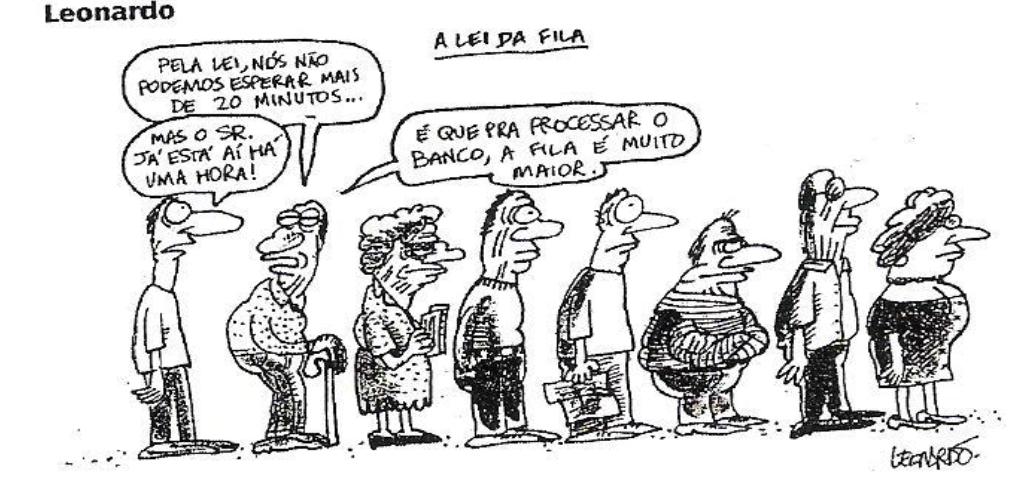 Leonardo
A LEI DA FILA
PELA LEI, NÓS NÃO
PODEMOS ESPERAR MAIS
DE 20 MINUTOS...
MAS O SR.
JÁ ESTÁ AÍ HÁ
UMA HORA!
É QUE PRA PROCESSAR O
BANCO, A FILA É MUITO
MAIOR.
LEONARDO-